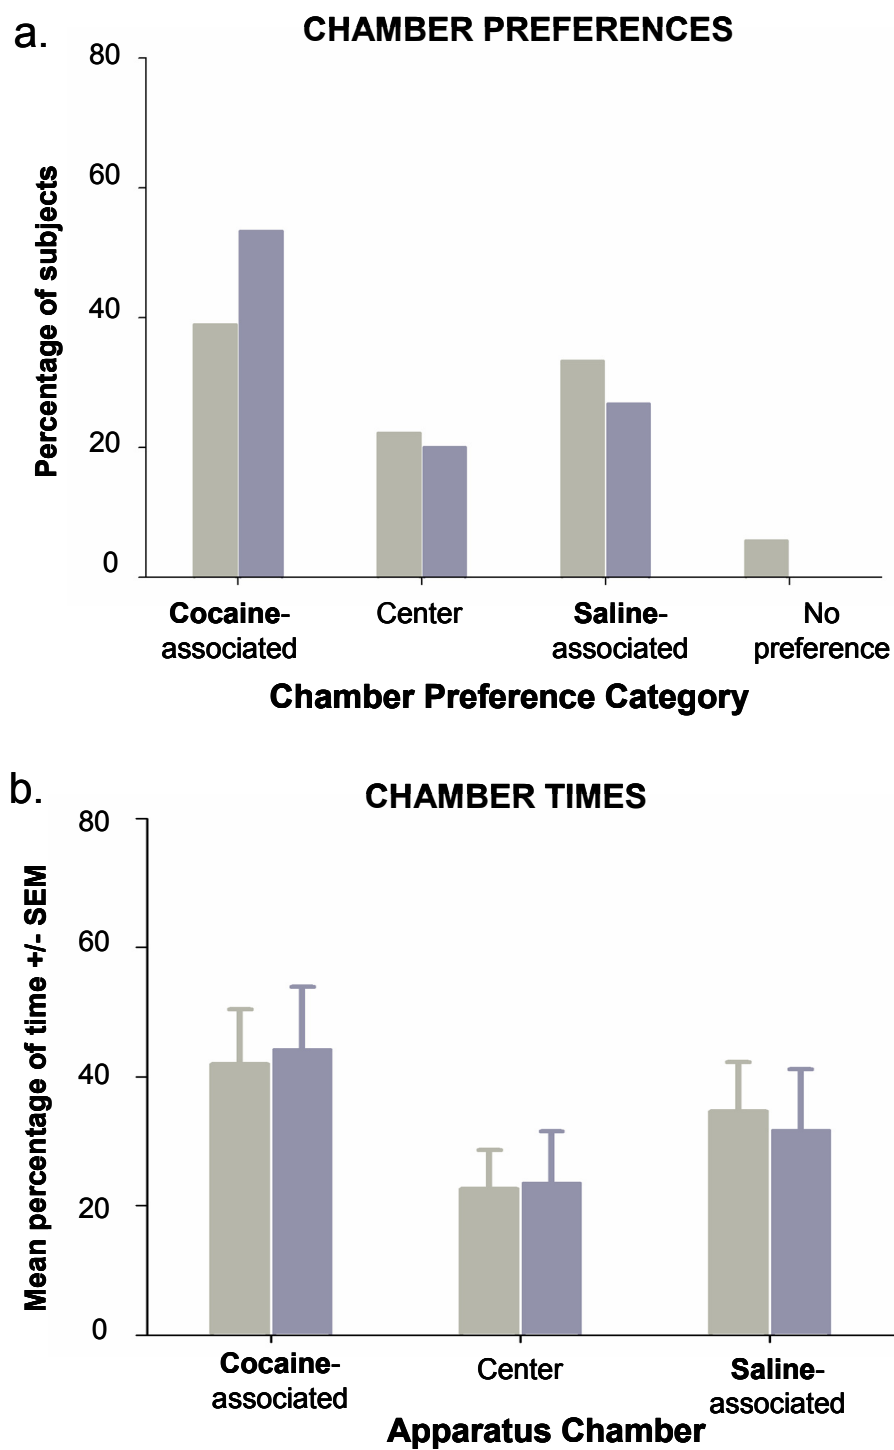 a.
CHAMBER PREFERENCES
Percentage of subjects
80
60
40
20
0
Cocaine-
associated
Center
Saline-
associated
No
preference
Chamber Preference Category
b.
CHAMBER TIMES
Mean percentage of time +/- SEM
80
60
40
20
0
Cocaine-
associated
Center
Saline-
associated
Apparatus Chamber